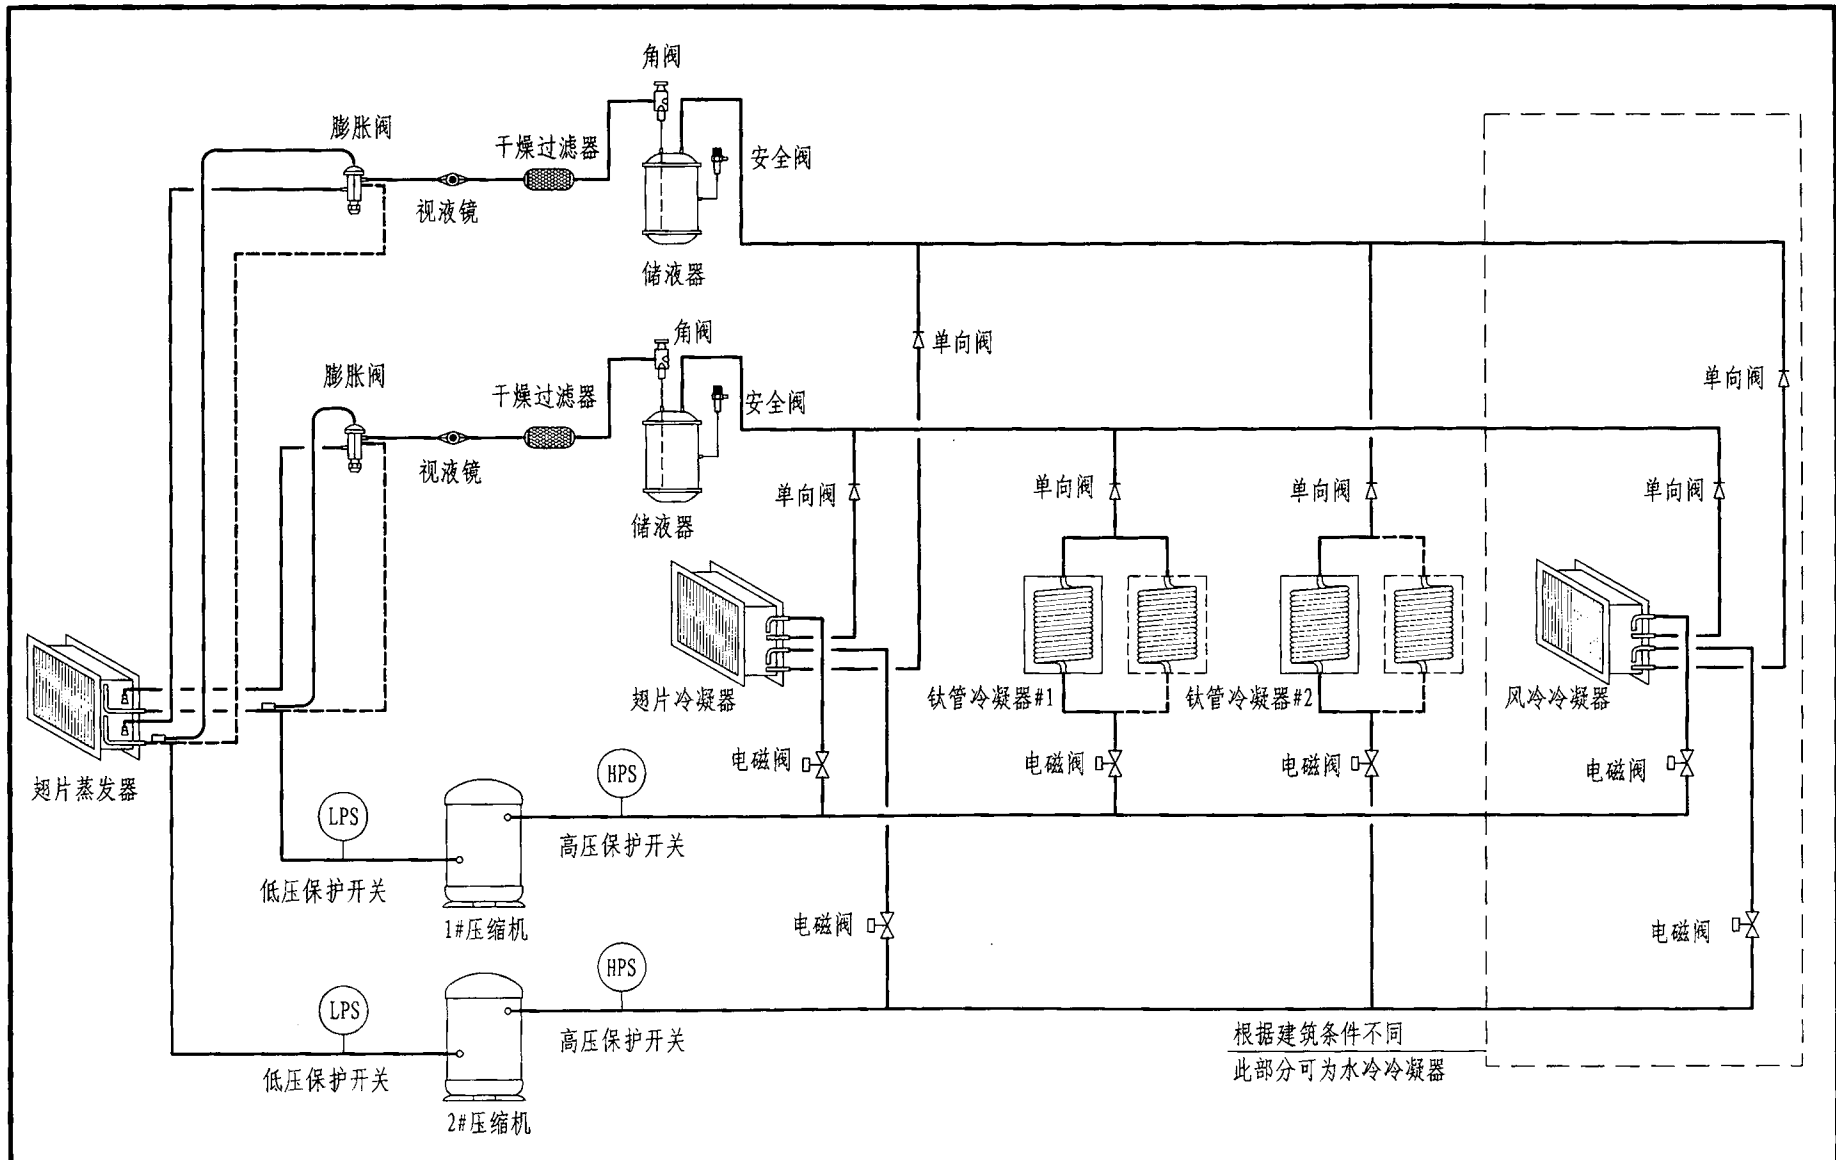 角阀
膨胀阀
干燥过滤器
安全阀
视液镜
储液器
角阀
单向阀
膨胀阀
单向阀
干燥过滤器
安全阀
视液镜
单向阀
单向阀
单向阀
单向阀
储液器
翅片冷凝器
钛管冷凝器#1
钛管冷凝器#2
风冷冷凝器
翅片蒸发器
电磁阀
电磁阀
电磁阀
电磁阀
HPS
LPS
高压保护开关
低压保护开关
1#压缩机
电磁阀
电磁阀
HPS
LPS
高压保护开关
根据建筑条件不同
此部分可为水冷冷凝器
低压保护开关
2#压缩机